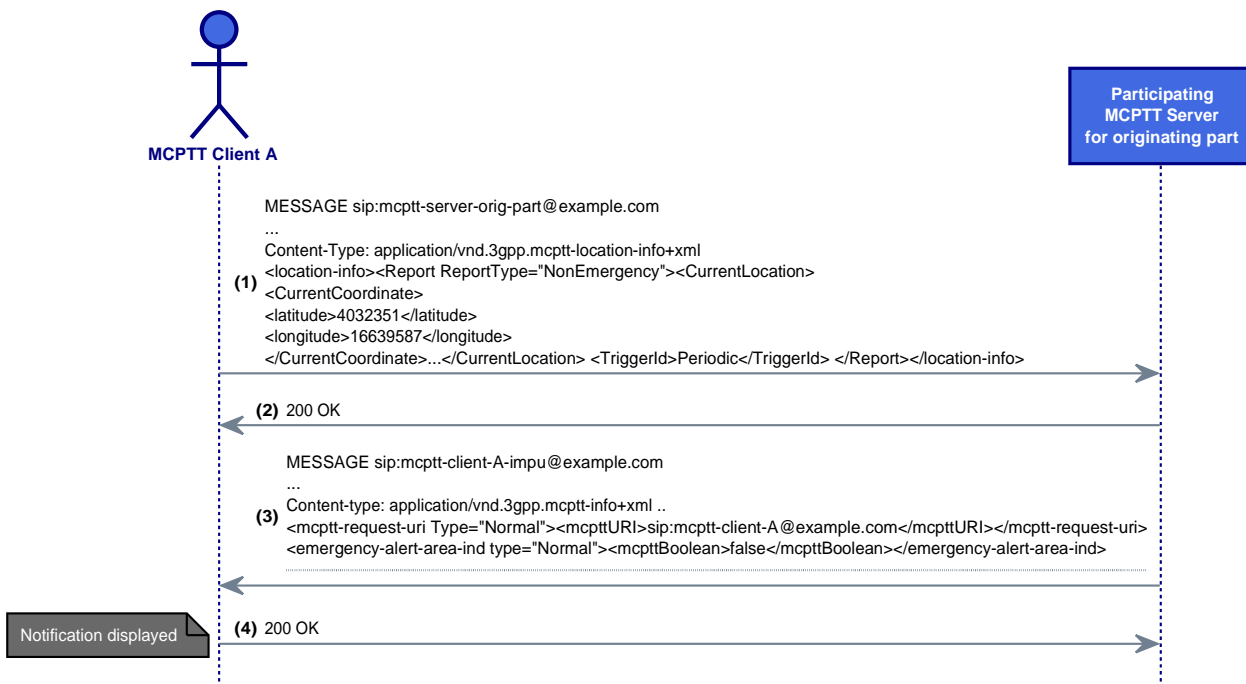 MCPTT Client A
Participating
MCPTT Server
for originating part
MESSAGE sip:mcptt-server-orig-part@example.com
...
Content-Type: application/vnd.3gpp.mcptt-location-info+xml
<location-info><Report ReportType="NonEmergency"><CurrentLocation>
(1) <CurrentCoordinate>
<latitude>4032351</latitude>
<longitude>16639587</longitude>
</CurrentCoordinate>...</CurrentLocation> <TriggerId>Periodic</TriggerId> </Report></location-info>
(2) 200 OK
MESSAGE sip:mcptt-client-A-impu@example.com
...
(3) Content-type: application/vnd.3gpp.mcptt-info+xml ..
<mcptt-request-uri Type="Normal"><mcpttURI>sip:mcptt-client-A@example.com</mcpttURI></mcptt-request-uri>
<emergency-alert-area-ind type="Normal"><mcpttBoolean>false</mcpttBoolean></emergency-alert-area-ind>
Notification displayed
(4) 200 OK